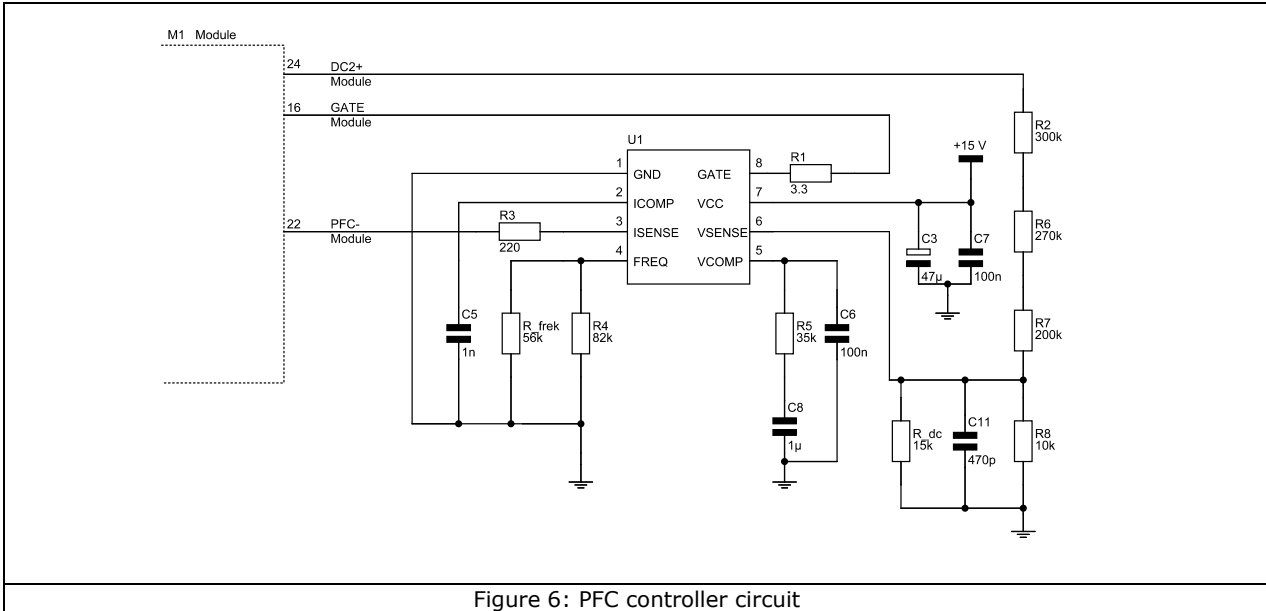 M1 Module
24 DC2+
Module
16 GATE
Module
U1
1 GND GATE 8
R1
3.3
+15 V
R2
300k
2 ICOMP VCC 7
22 PFC-
Module
R3
220
3 ISENSE VSENSE 6
4 FREQ VCOMP 5
C3
47µ
C7
100n
R6
270k
C5
1n
R_frek
56k
R4
82k
R5
35k
C6
100n
R7
200k
C8
1µ
R_dc
15k
C11
470p
R8
10k
Figure 6: PFC controller circuit